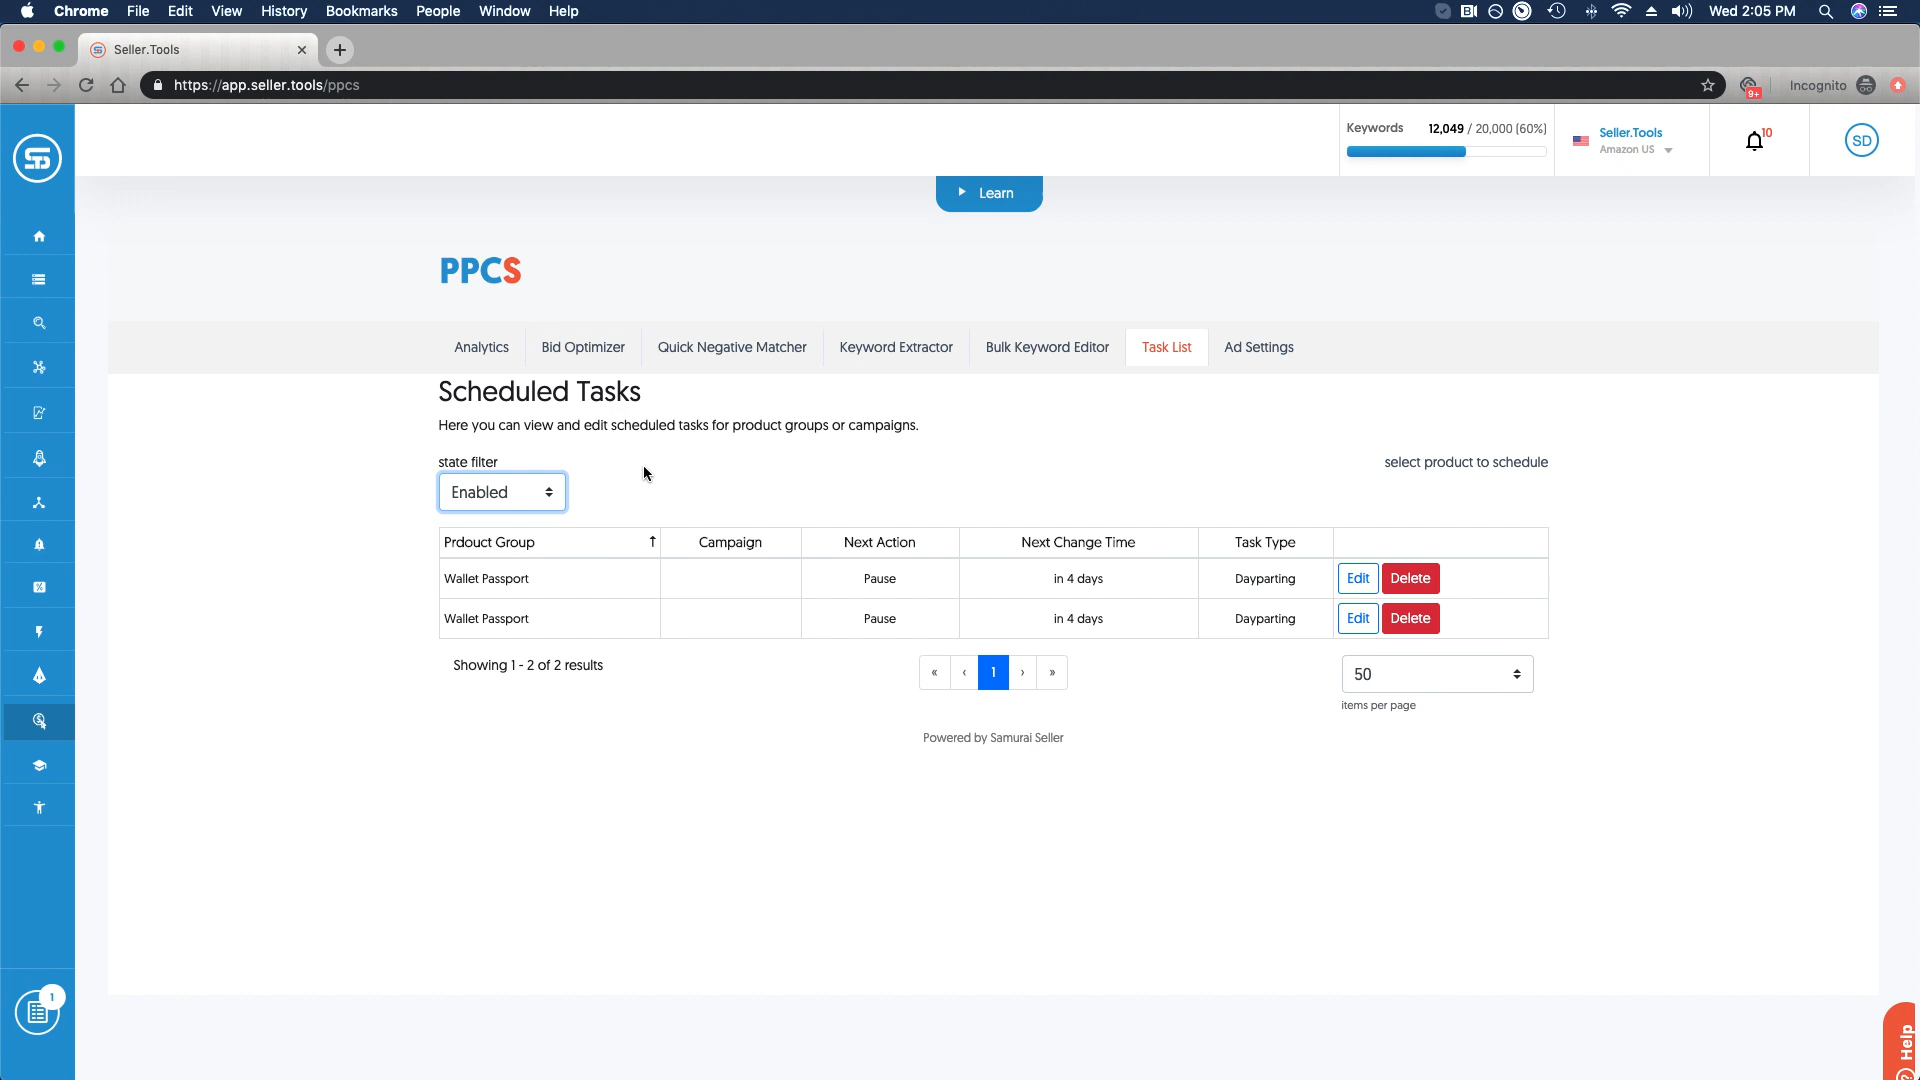 Chrome File Edit View History Bookmarks People Window Help Wed 2:05 PM
Seller.Tools
https://app.seller.tools/ppcs
9+
Incognito
Keywords 12,049 / 20,000 (60%)
Seller.Tools
Amazon US
10
SD
Learn
PPCS
Analytics Bid Optimizer Quick Negative Matcher Keyword Extractor Bulk Keyword Editor Task List Ad Settings
Scheduled Tasks
Here you can view and edit scheduled tasks for product groups or campaigns.
state filter
select product to schedule
Enabled
Prdouct Group Campaign Next Action Next Change Time Task Type
Wallet Passport Pause in 4 days Dayparting Edit Delete
Wallet Passport Pause in 4 days Dayparting Edit Delete
Showing 1 - 2 of 2 results
« ‹ 1 › »
50
items per page
Powered by Samurai Seller
1
Help